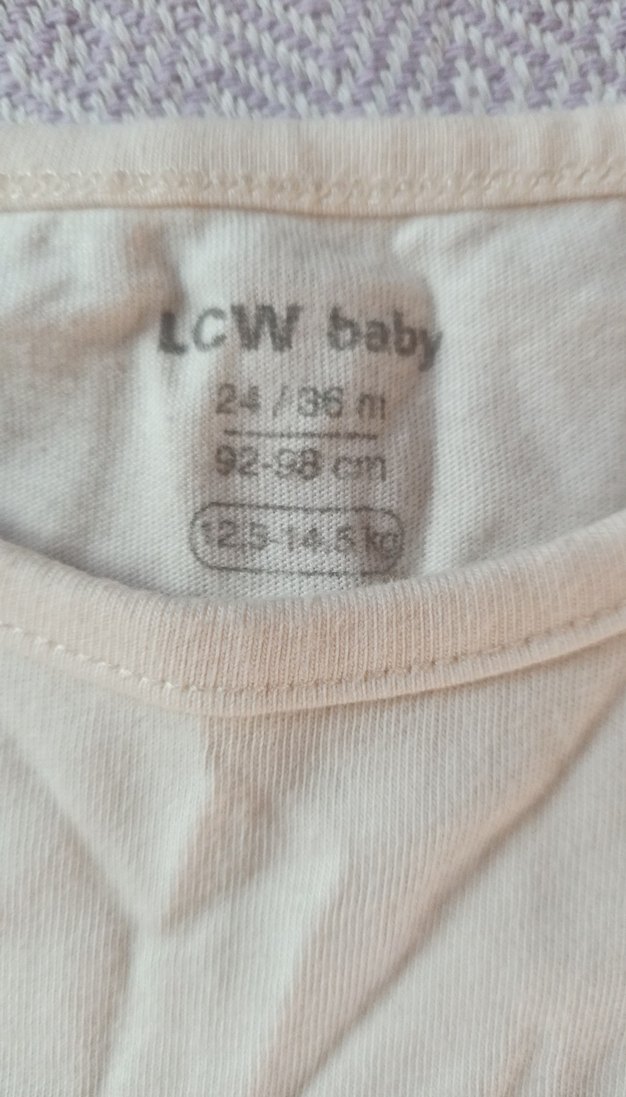 LCW baby
24 / 36 m
92-98 cm
12.5-14.5 kg